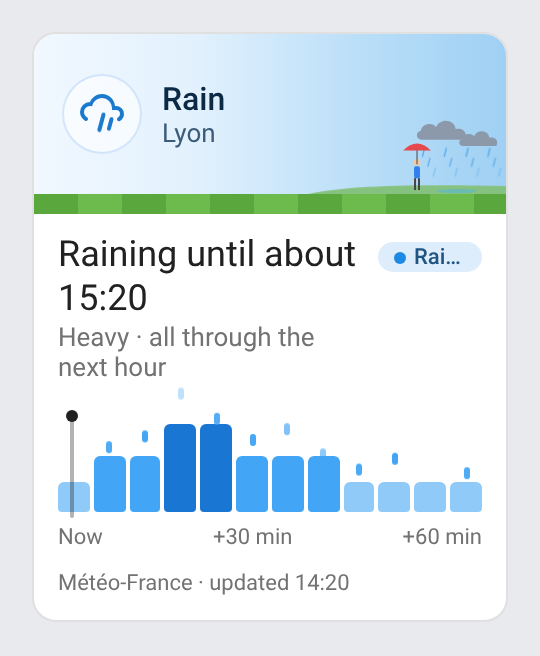 Rain
Lyon
Raining until about
15:20
Rai...
Heavy · all through the
next hour
Now
+30 min
+60 min
Météo-France · updated 14:20